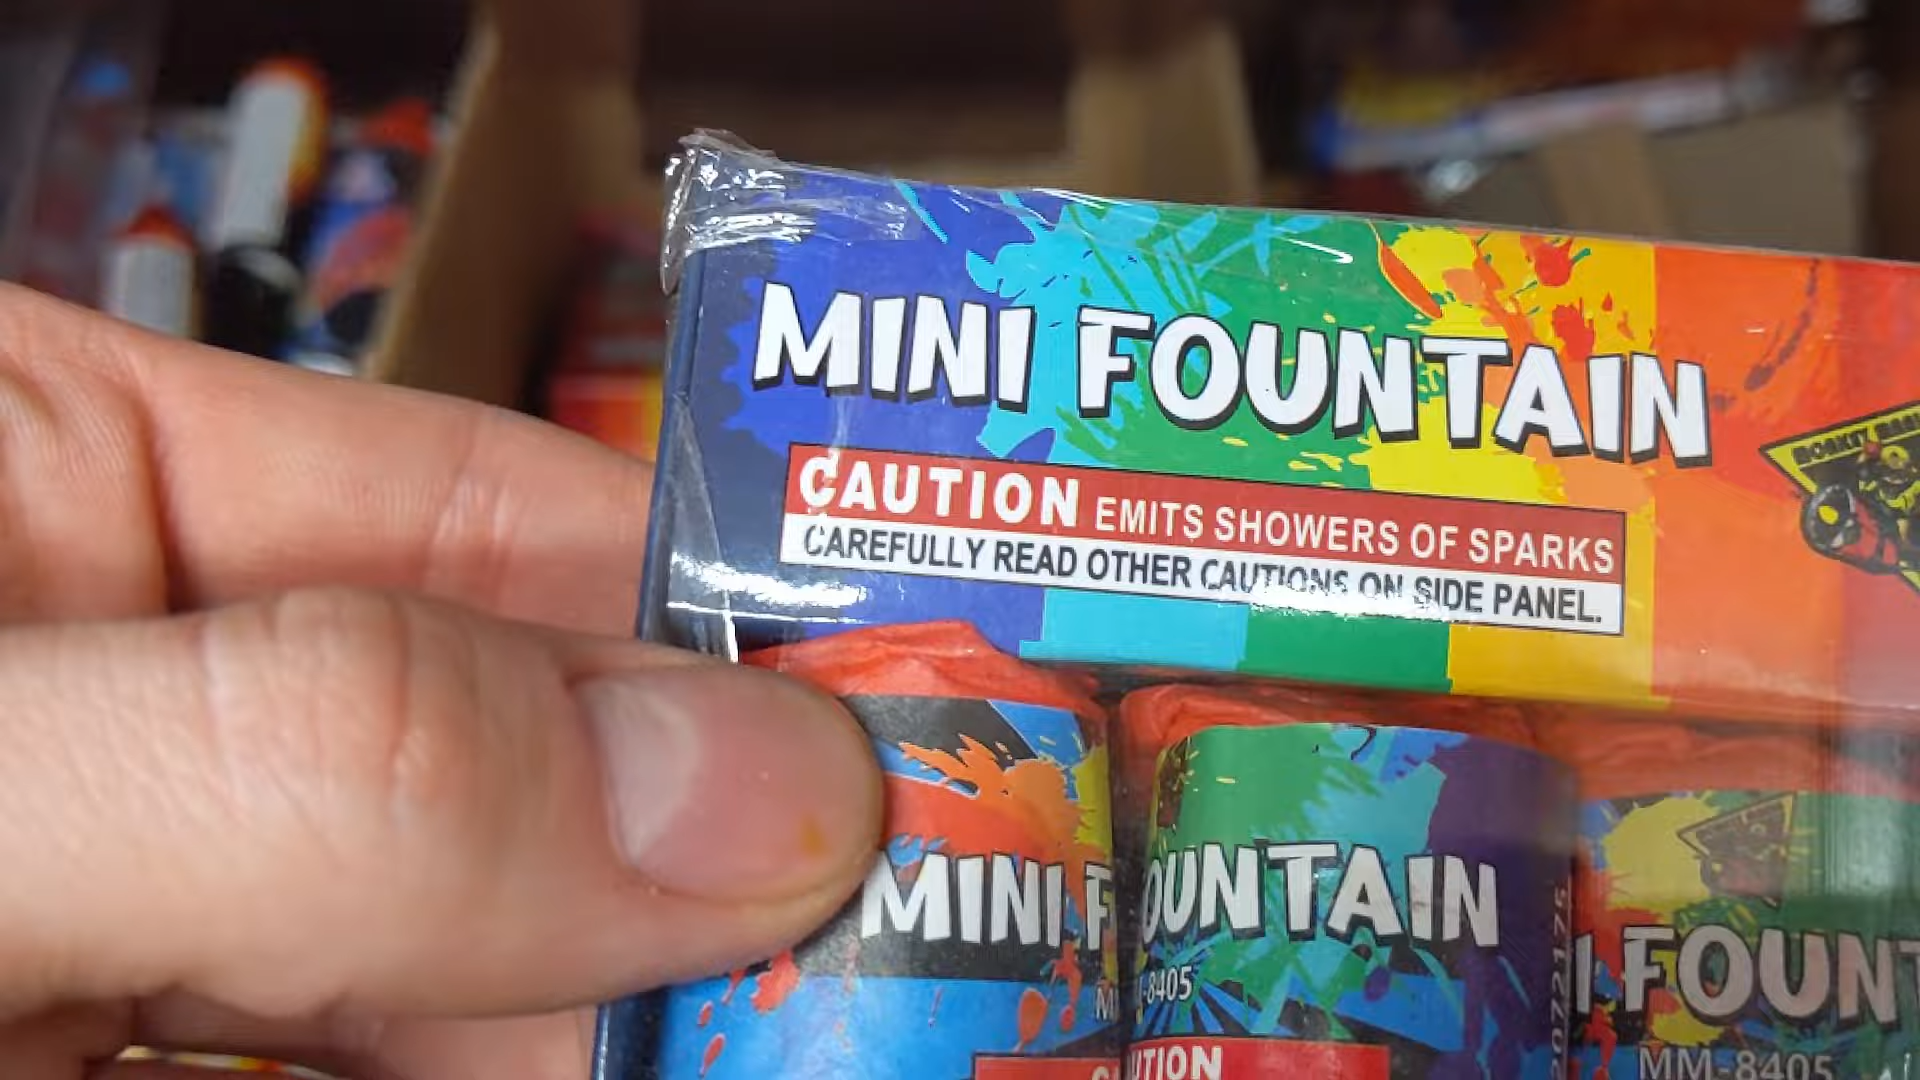 MINI FOUNTAIN
CAUTION EMITS SHOWERS OF SPARKS
CAREFULLY READ OTHER CAUTIONS ON SIDE PANEL.
MINI F
OUNTAIN
I FOUNT
-8405
MM-8405
UTION